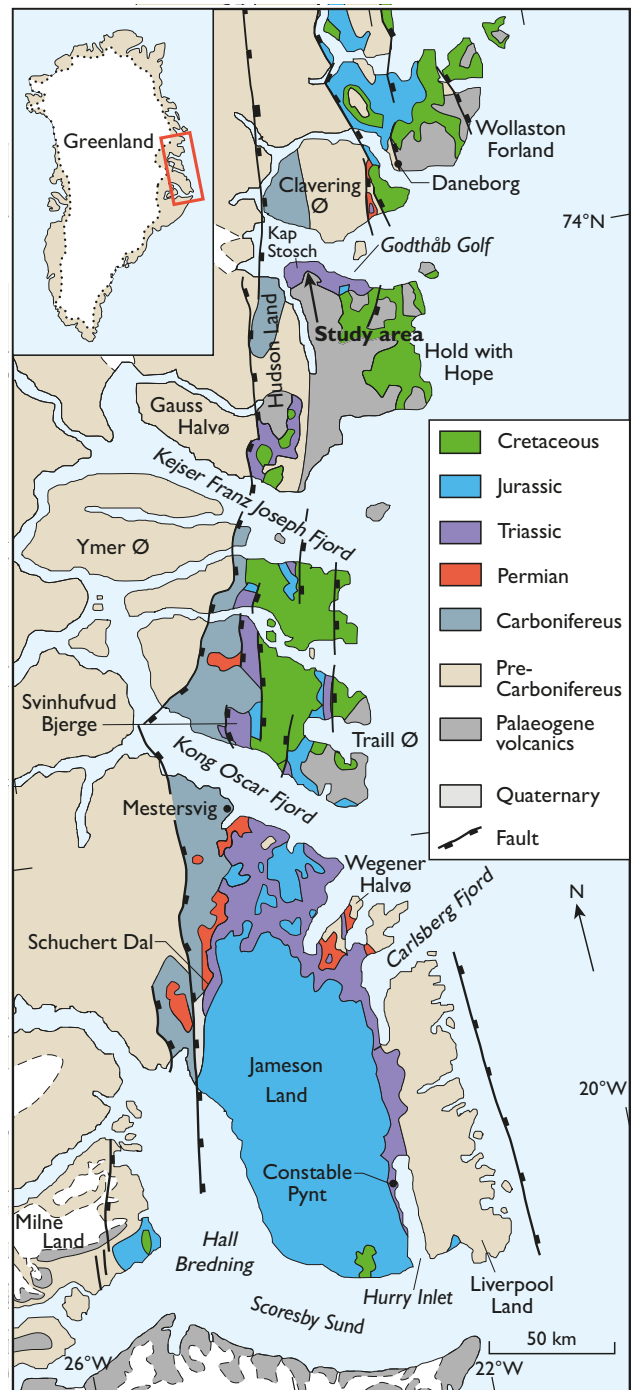 Greenland
Wollaston
Forland
Daneborg
Clavering
Ø
74°N
Kap
Stosch
Godthåb Golf
Study area
Hold with
Hope
Hudson Land
Gauss
Halvø
Kejser Franz Joseph Fjord
Ymer Ø
Cretaceous
Jurassic
Triassic
Permian
Carbonifereus
Pre-
Carbonifereus
Palaeogene
volcanics
Quaternary
Fault
Svinhufvud
Bjerge
Traill Ø
Kong Oscar Fjord
Mestersvig
Wegener
Halvø
Carlsberg Fjord
N
Schuchert Dal
Jameson
Land
20°W
Constable
Pynt
Milne
Land
Hall
Bredning
Hurry Inlet
Liverpool
Land
Scoresby Sund
50 km
26°W
22°W